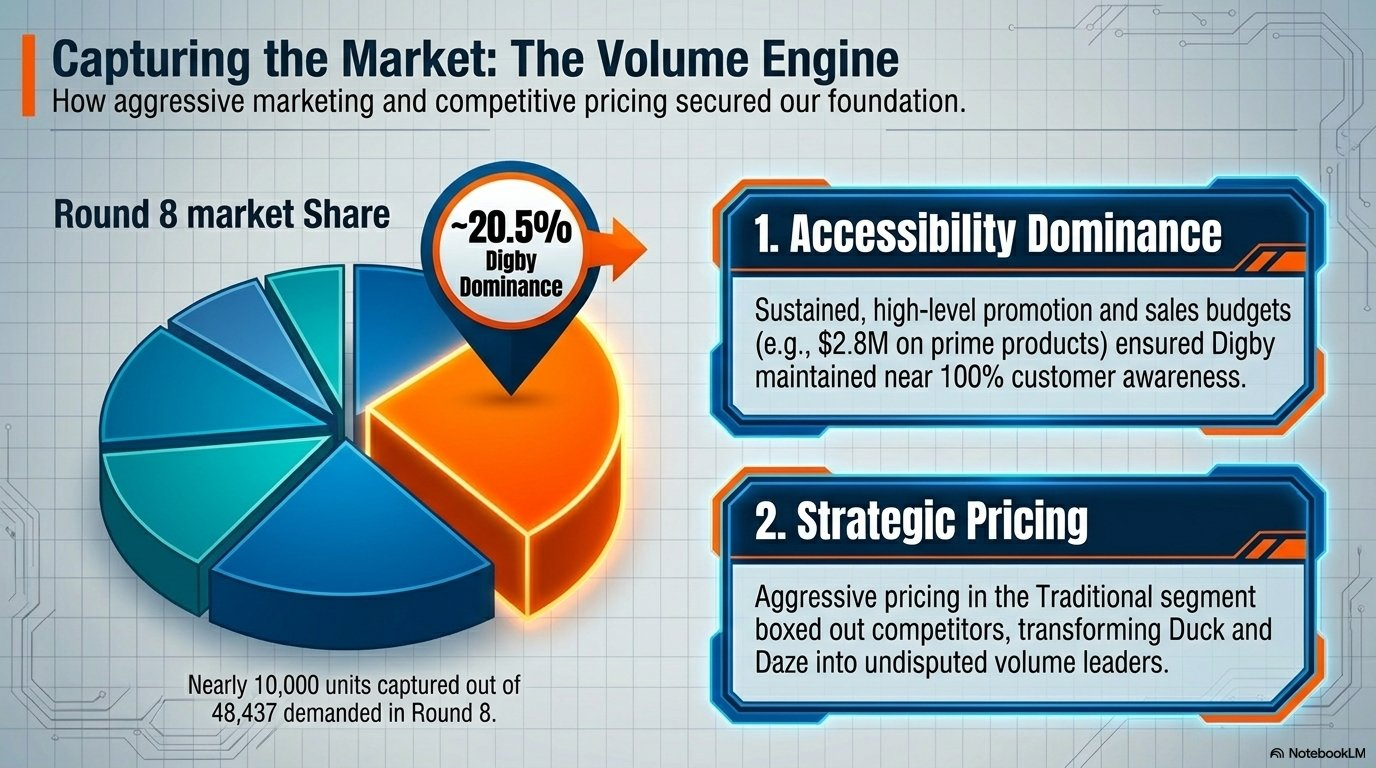 Capturing the Market: The Volume Engine
How aggressive marketing and competitive pricing secured our foundation.
Round 8 market Share
~20.5%
Digby
Dominance
Nearly 10,000 units captured out of
48,437 demanded in Round 8.
1. Accessibility Dominance
Sustained, high-level promotion and sales budgets
(e.g., $2.8M on prime products) ensured Digby
maintained near 100% customer awareness.
2. Strategic Pricing
Aggressive pricing in the Traditional segment
boxed out competitors, transforming Duck and
Daze into undisputed volume leaders.
NotebookLM